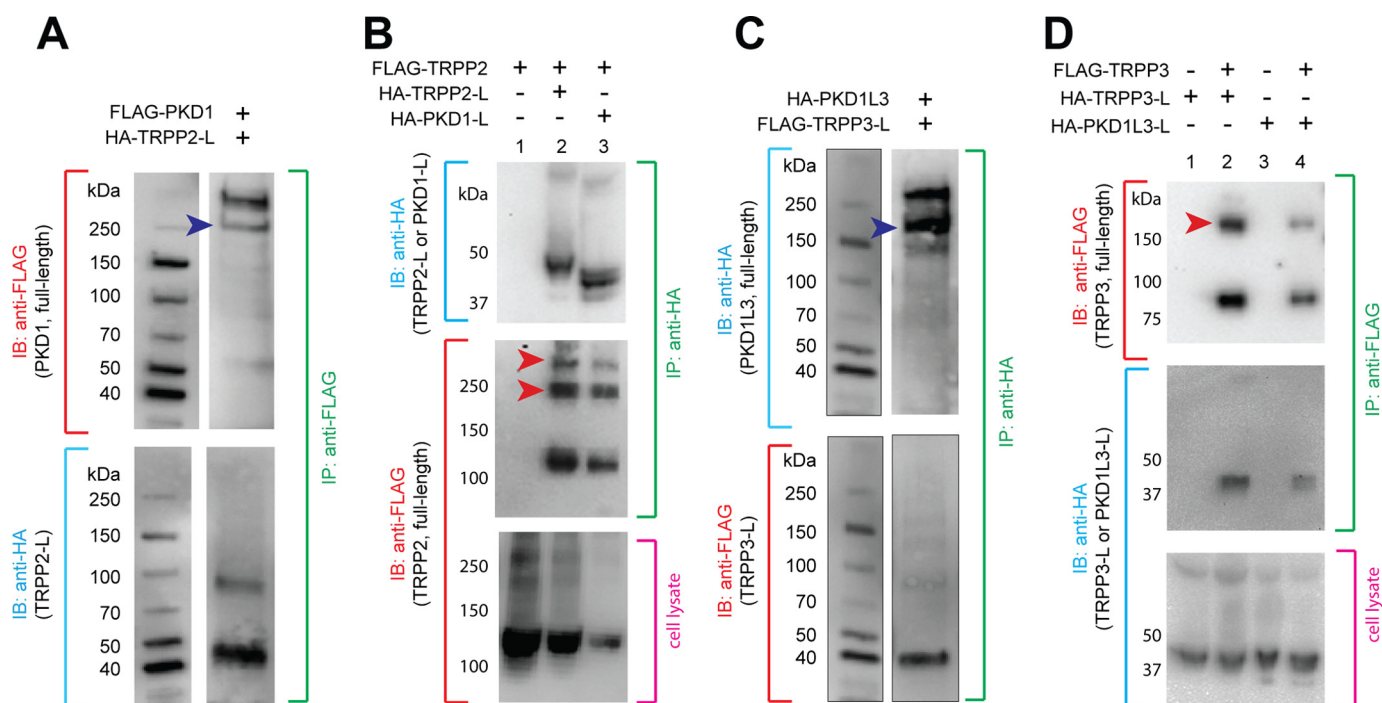 A
FLAG-PKD1 +
HA-TRPP2-L +
IB: anti-FLAG
(PKD1, full-length)
kDa
250
150
100
70
50
40
IB: anti-HA
(TRPP2-L)
kDa
250
150
100
70
50
40
IP: anti-FLAG
B
FLAG-TRPP2 + + +
HA-TRPP2-L - + -
HA-PKD1-L - - +
1 2 3
IB: anti-HA
(TRPP2-L or PKD1-L)
kDa
50
37
IB: anti-FLAG
(TRPP2, full-length)
250
150
100
250
150
100
IP: anti-HA
cell lysate
C
HA-PKD1L3 +
FLAG-TRPP3-L +
IB: anti-HA
(PKD1L3, full-length)
kDa
250
150
100
70
50
40
IB: anti-FLAG
(TRPP3-L)
kDa
250
150
100
70
50
40
IP: anti-HA
D
FLAG-TRPP3 - + - +
HA-TRPP3-L + + - -
HA-PKD1L3-L - - + +
1 2 3 4
IB: anti-FLAG
(TRPP3, full-length)
kDa
150
100
75
IB: anti-HA
(TRPP3-L or PKD1L3-L)
50
37
50
37
IP: anti-FLAG
cell lysate